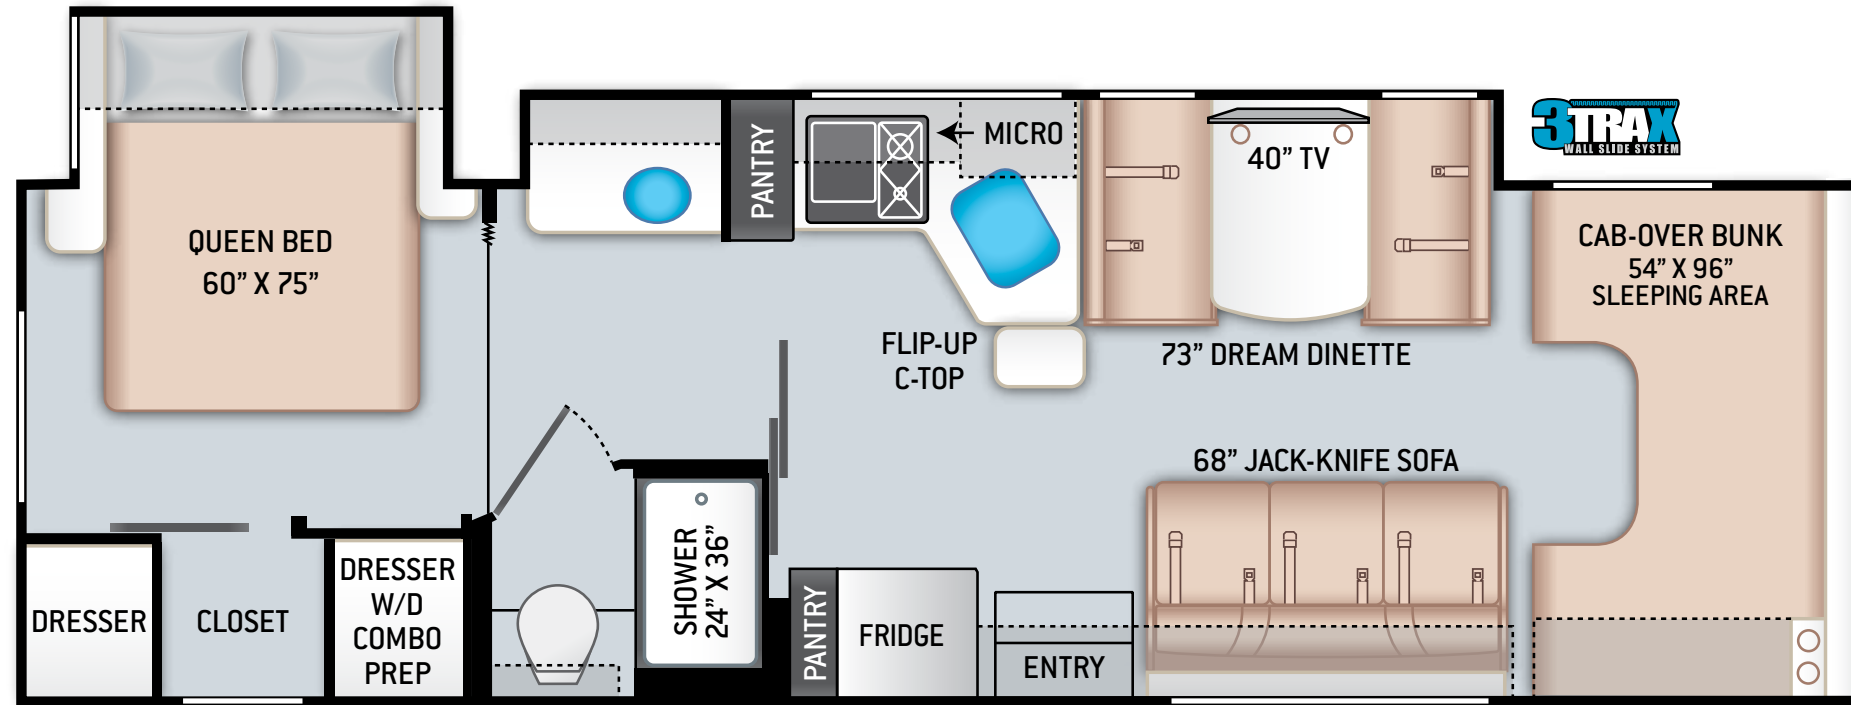 QUEEN BED
60” X 75”
PANTRY
MICRO
40” TV
3TRAX
WALL SLIDE SYSTEM
CAB-OVER BUNK
54” X 96”
SLEEPING AREA
FLIP-UP
C-TOP
73” DREAM DINETTE
68” JACK-KNIFE SOFA
DRESSER
CLOSET
DRESSER
W/D
COMBO
PREP
SHOWER
24” X 36”
PANTRY
FRIDGE
ENTRY